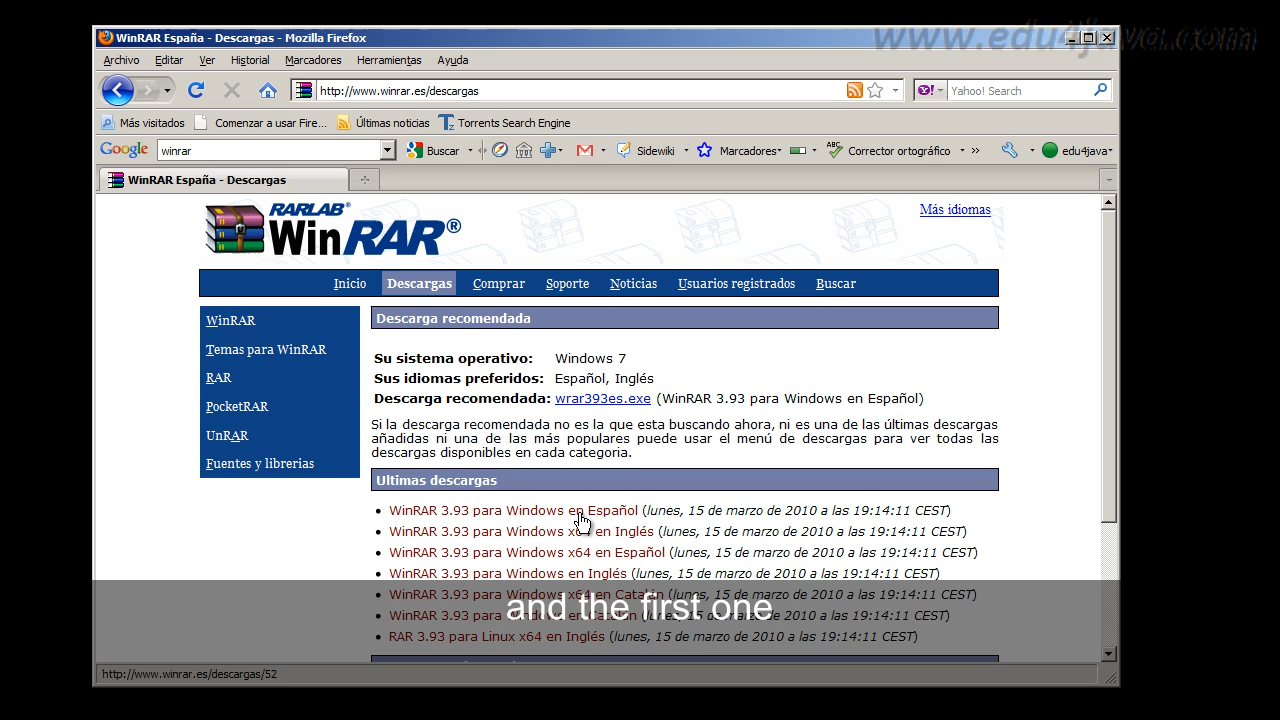 www.edu4java.com
WinRAR España - Descargas - Mozilla Firefox
Archivo Editar Ver Historial Marcadores Herramientas Ayuda
http://www.winrar.es/descargas
Yahoo! Search
Más visitados Comenzar a usar Fire... Últimas noticias Torrents Search Engine
Google winrar Buscar Sidewiki Marcadores Corrector ortográfico » edu4java
WinRAR España - Descargas
RARLAB®
WinRAR®
Más idiomas
Inicio Descargas Comprar Soporte Noticias Usuarios registrados Buscar
WinRAR
Temas para WinRAR
RAR
PocketRAR
UnRAR
Fuentes y librerias
Descarga recomendada
Su sistema operativo: Windows 7
Sus idiomas preferidos: Español, Inglés
Descarga recomendada: wrar393es.exe (WinRAR 3.93 para Windows en Español)
Si la descarga recomendada no es la que esta buscando ahora, ni es una de las últimas descargas
añadidas ni una de las más populares puede usar el menú de descargas para ver todas las
descargas disponibles en cada categoria.
Ultimas descargas
WinRAR 3.93 para Windows en Español (lunes, 15 de marzo de 2010 a las 19:14:11 CEST)
WinRAR 3.93 para Windows x64 en Inglés (lunes, 15 de marzo de 2010 a las 19:14:11 CEST)
WinRAR 3.93 para Windows x64 en Español (lunes, 15 de marzo de 2010 a las 19:14:11 CEST)
WinRAR 3.93 para Windows en Inglés (lunes, 15 de marzo de 2010 a las 19:14:11 CEST)
WinRAR 3.93 para Windows x64 en Catalán (lunes, 15 de marzo de 2010 a las 19:14:11 CEST)
and the first one
WinRAR 3.93 para Windows en Catalán (lunes, 15 de marzo de 2010 a las 19:14:11 CEST)
RAR 3.93 para Linux x64 en Inglés (lunes, 15 de marzo de 2010 a las 19:14:11 CEST)
http://www.winrar.es/descargas/52